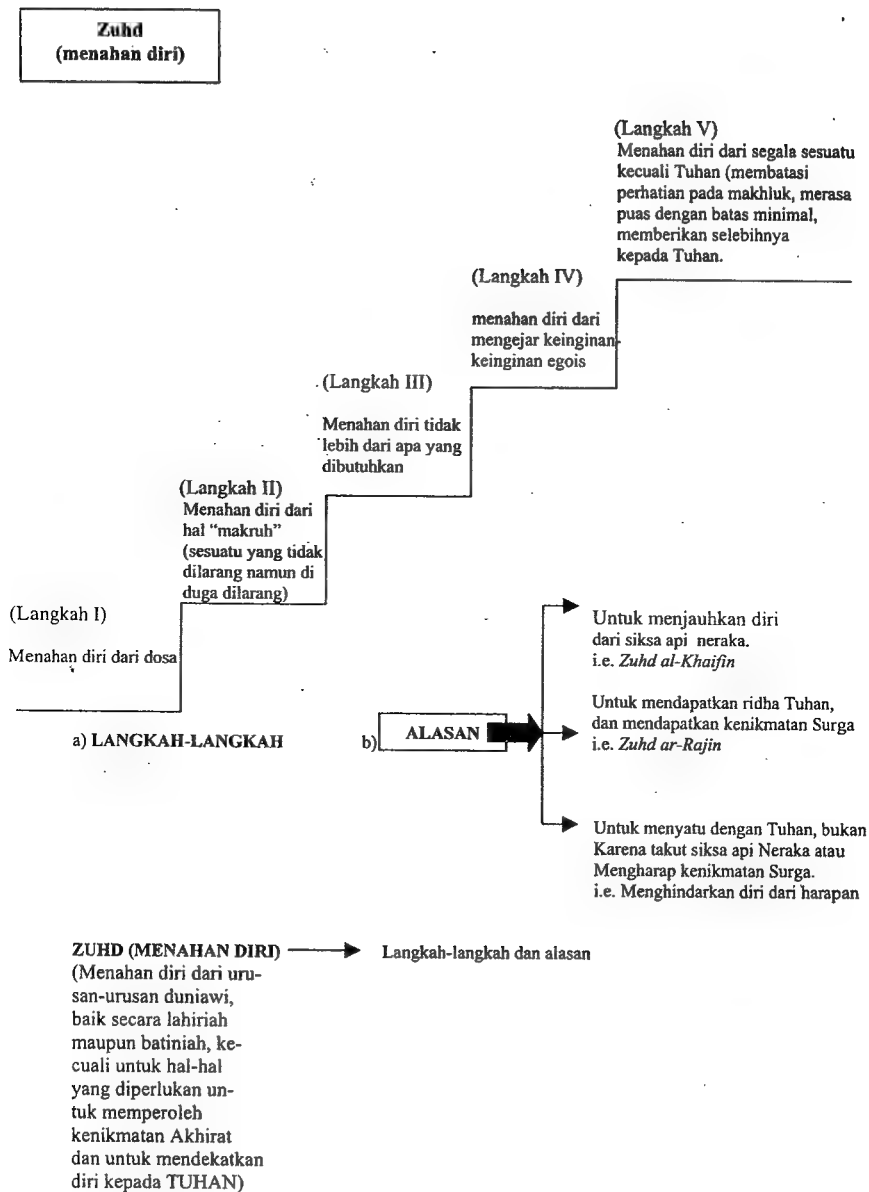 Zuhd
(menahan diri)
(Langkah V)
Menahan diri dari segala sesuatu
kecuali Tuhan (membatasi
perhatian pada makhluk, merasa
puas dengan batas minimal,
memberikan selebihnya
kepada Tuhan.
(Langkah IV)
menahan diri dari
mengejar keinginan-
keinginan egois
(Langkah III)
Menahan diri tidak
lebih dari apa yang
dibutuhkan
(Langkah II)
Menahan diri dari
hal “makruh”
(sesuatu yang tidak
dilarang namun di
duga dilarang)
(Langkah I)
Menahan diri dari dosa
a) LANGKAH-LANGKAH
b) ALASAN
Untuk menjauhkan diri
dari siksa api neraka.
i.e. Zuhd al-Khaifin
Untuk mendapatkan ridha Tuhan,
dan mendapatkan kenikmatan Surga
i.e. Zuhd ar-Rajin
Untuk menyatu dengan Tuhan, bukan
Karena takut siksa api Neraka atau
Mengharap kenikmatan Surga.
i.e. Menghindarkan diri dari harapan
ZUHD (MENAHAN DIRI) Langkah-langkah dan alasan
(Menahan diri dari uru-
san-urusan duniawi,
baik secara lahiriah
maupun batiniah, ke-
cuali untuk hal-hal
yang diperlukan un-
tuk memperoleh
kenikmatan Akhirat
dan untuk mendekatkan
diri kepada TUHAN)